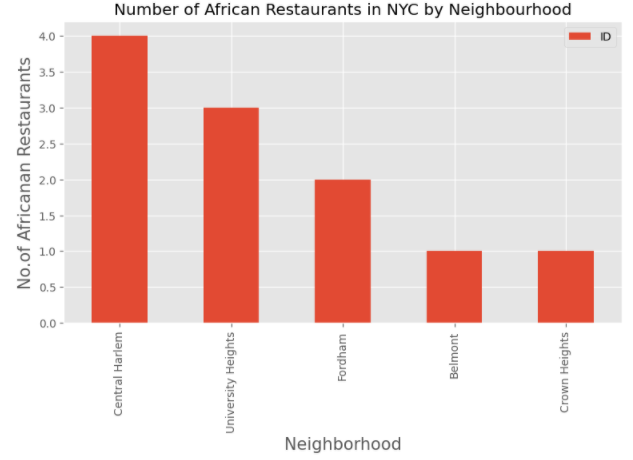 Number of African Restaurants in NYC by Neighbourhood
ID
No.of Africanan Restaurants
4.0
3.5
3.0
2.5
2.0
1.5
1.0
0.5
0.0
Central Harlem
University Heights
Fordham
Belmont
Crown Heights
Neighborhood